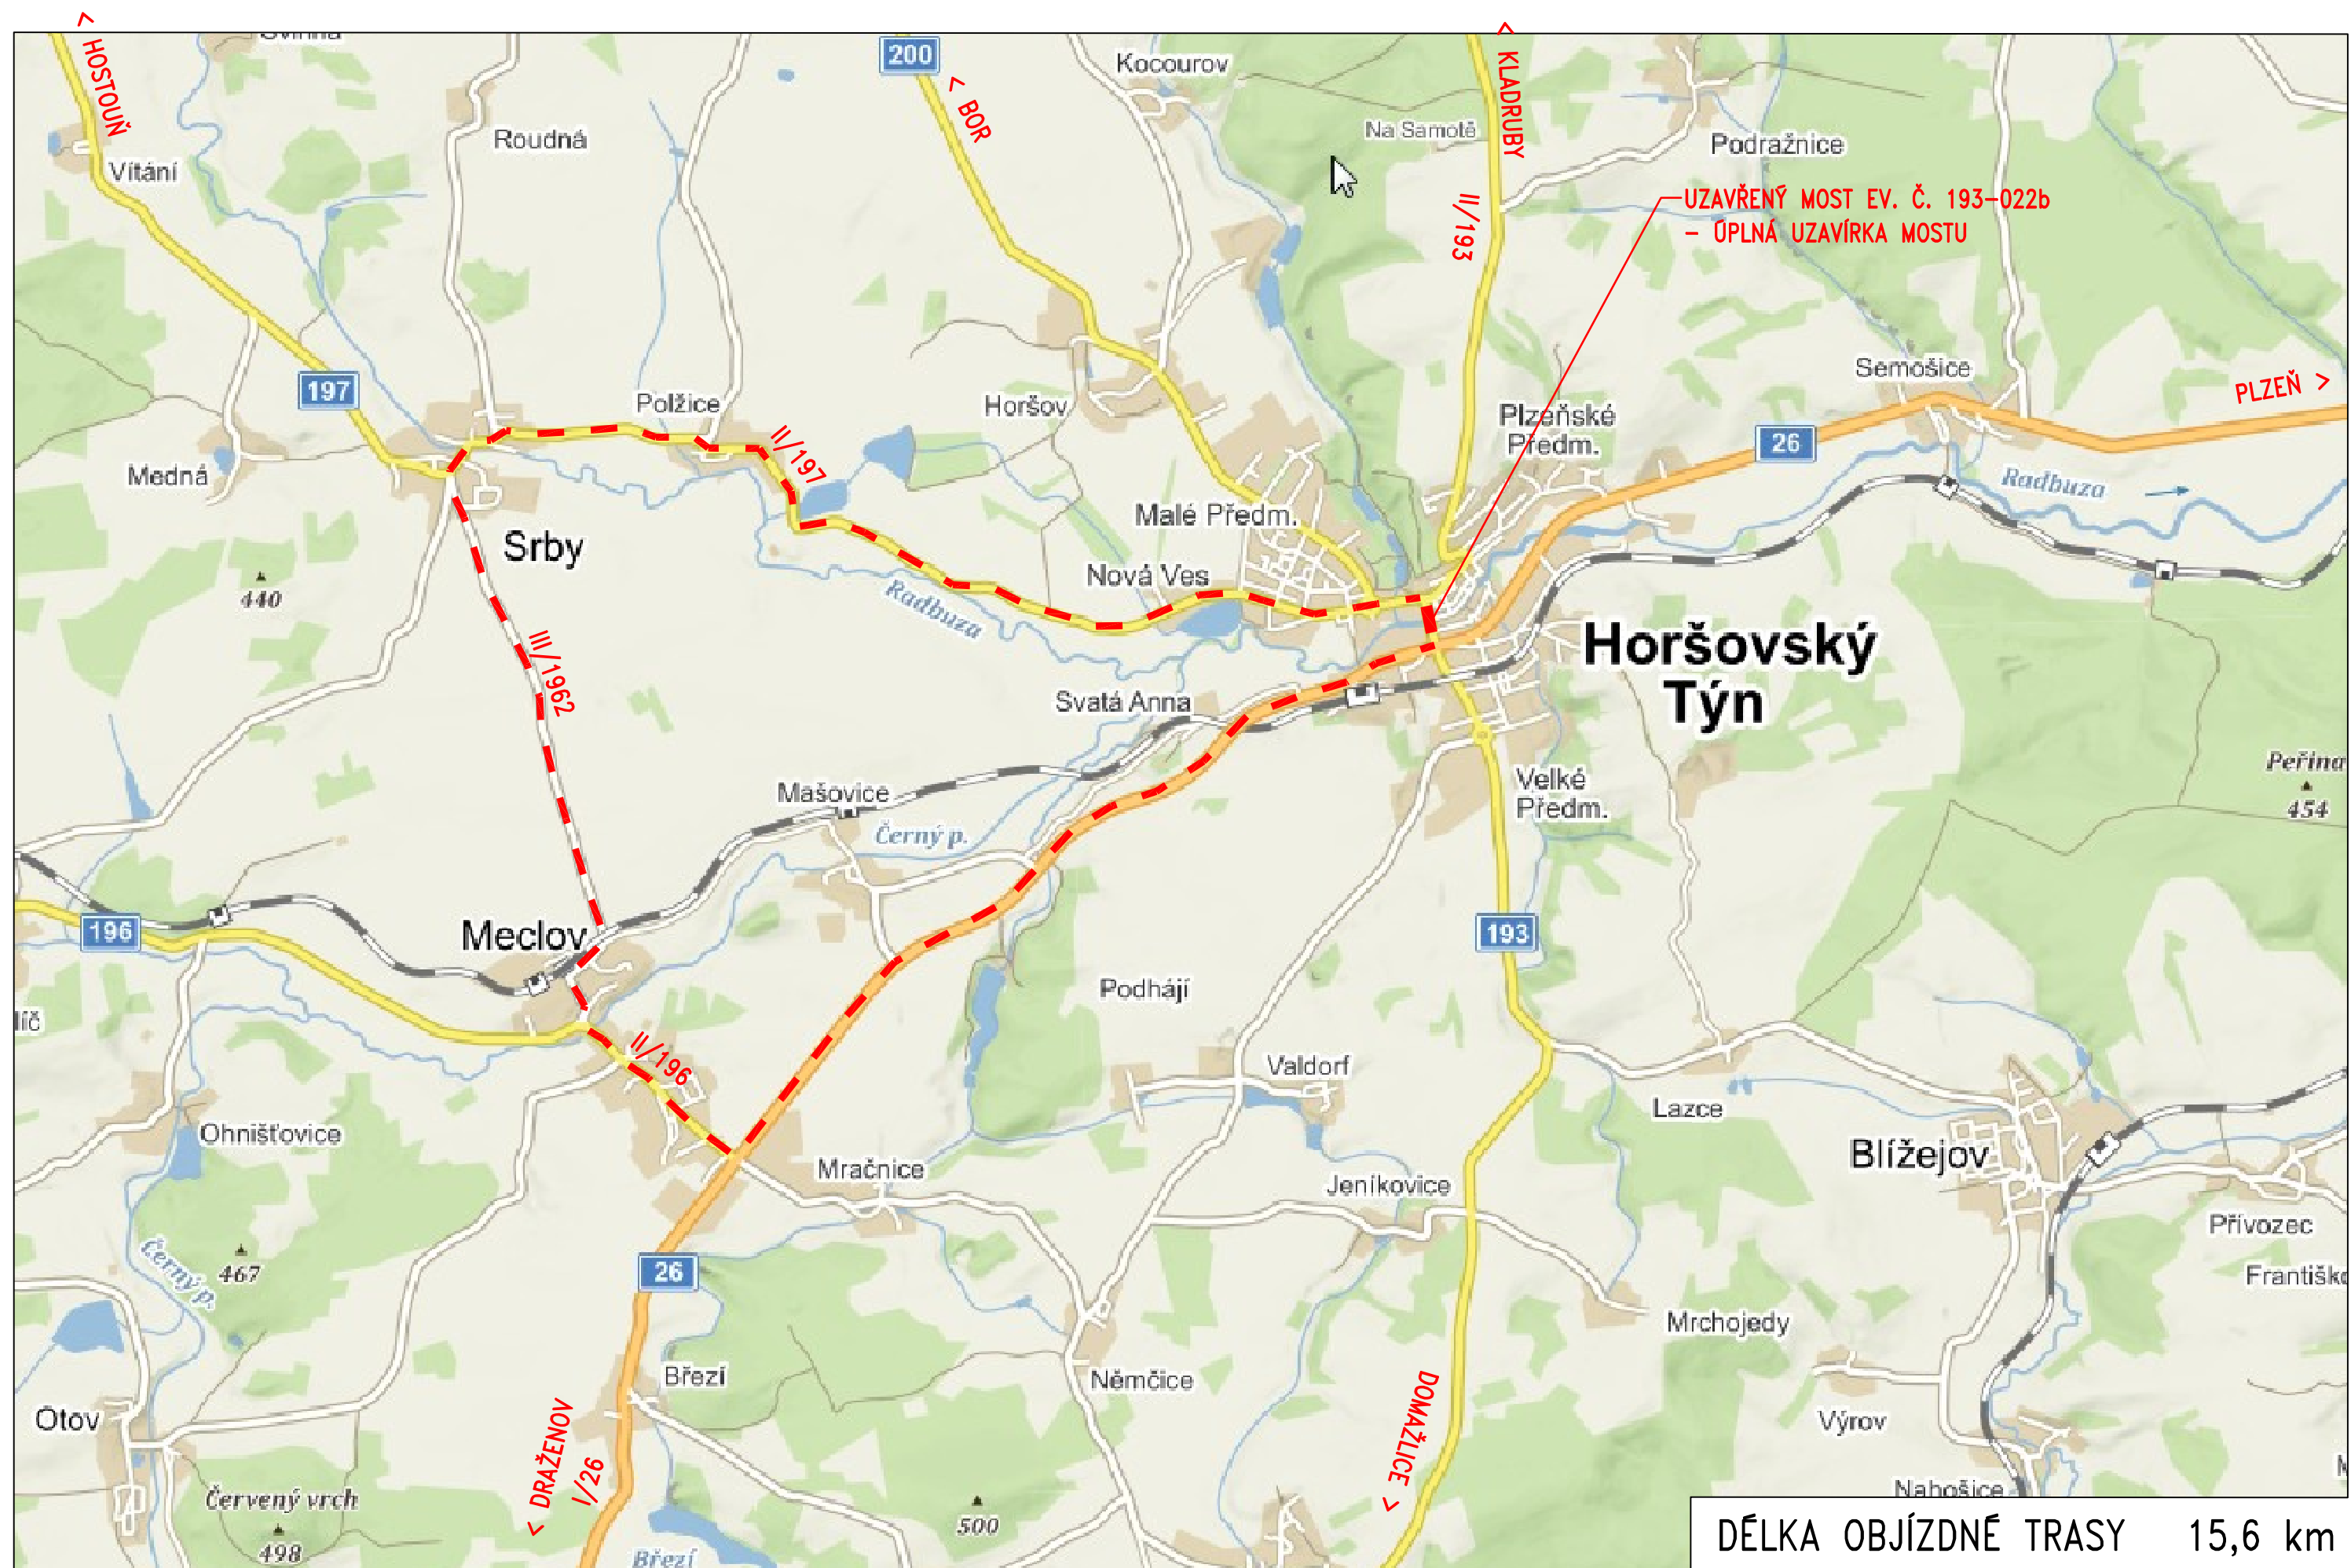 < HOSTOUŇ
200
< BOR
Kocourov
< KLADRUBY
Na Samotě
Roudná
Podražnice
Vítání
II/193
UZAVŘENÝ MOST EV. Č. 193-022b
- ÚPLNÁ UZAVÍRKA MOSTU
197
Polžice
Horšov
Semošice
PLZEŇ >
Plzeňské
Předm.
26
Medná
II/197
Radbuza
Malé Předm.
Srby
Nová Ves
440
Radbuza
Horšovský
Týn
III/1962
Svatá Anna
Mašovice
Velké
Předm.
Peřina
454
Černý p.
196
Meclov
193
Podhájí
líč
II/196
Valdorf
Lazce
Ohnišťovice
Blížejov
Mračnice
Jeníkovice
Přívozec
Černý p.
467
26
Františko
Mrchojedy
Březí
Němčice
Otov
Výrov
< DRAŽENOV
I/26
DOMAŽLICE >
Červený vrch
498
500
Nahošice
Březí
DÉLKA OBJÍZDNÉ TRASY 15,6 km